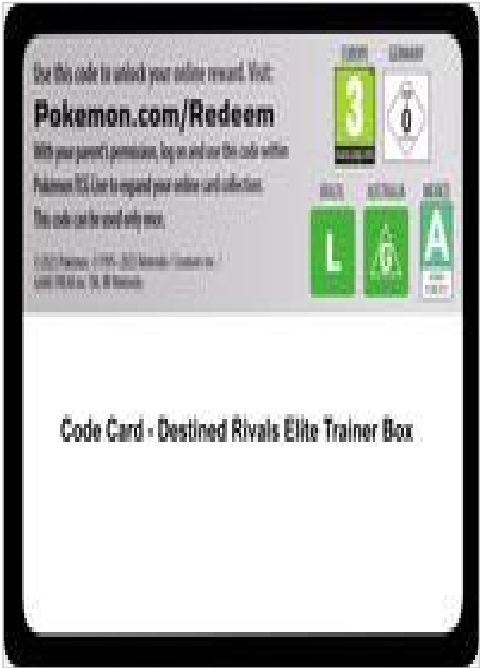 Use this code to unlock your online reward. Visit:
Pokemon.com/Redeem
With your parent's permission, log on and use this code within
Pokémon TCG Live to expand your online card collection.
This code can be used only once.
EUROPE GERMANY
3
0
BRAZIL AUSTRALIA MEXICO
L
G
A
Code Card - Destined Rivals Elite Trainer Box